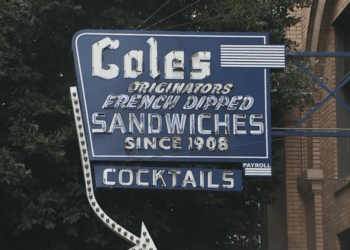 Coles
ORIGINATORS
FRENCH DIPPED
SANDWICHES
SINCE 1908
PAYROLL
COCKTAILS